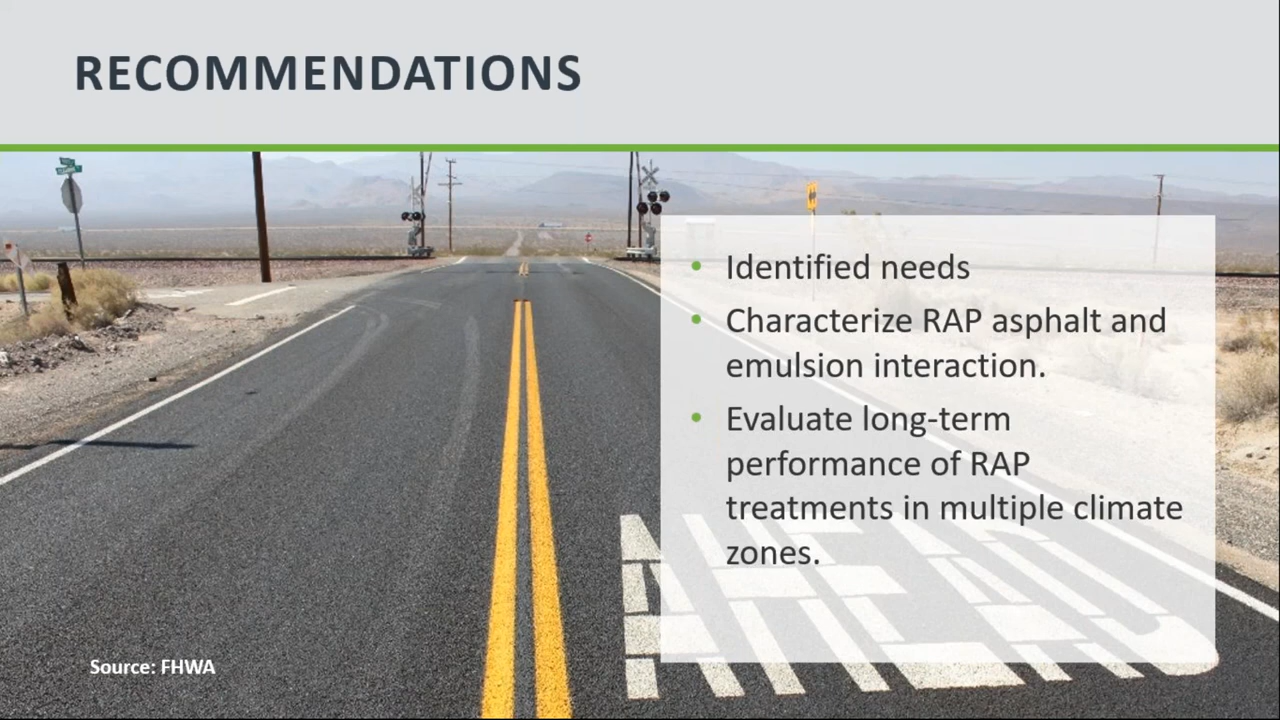 RECOMMENDATIONS
• Identified needs
• Characterize RAP asphalt and
emulsion interaction.
• Evaluate long-term
performance of RAP
treatments in multiple climate
zones.
AHEAD
Source: FHWA